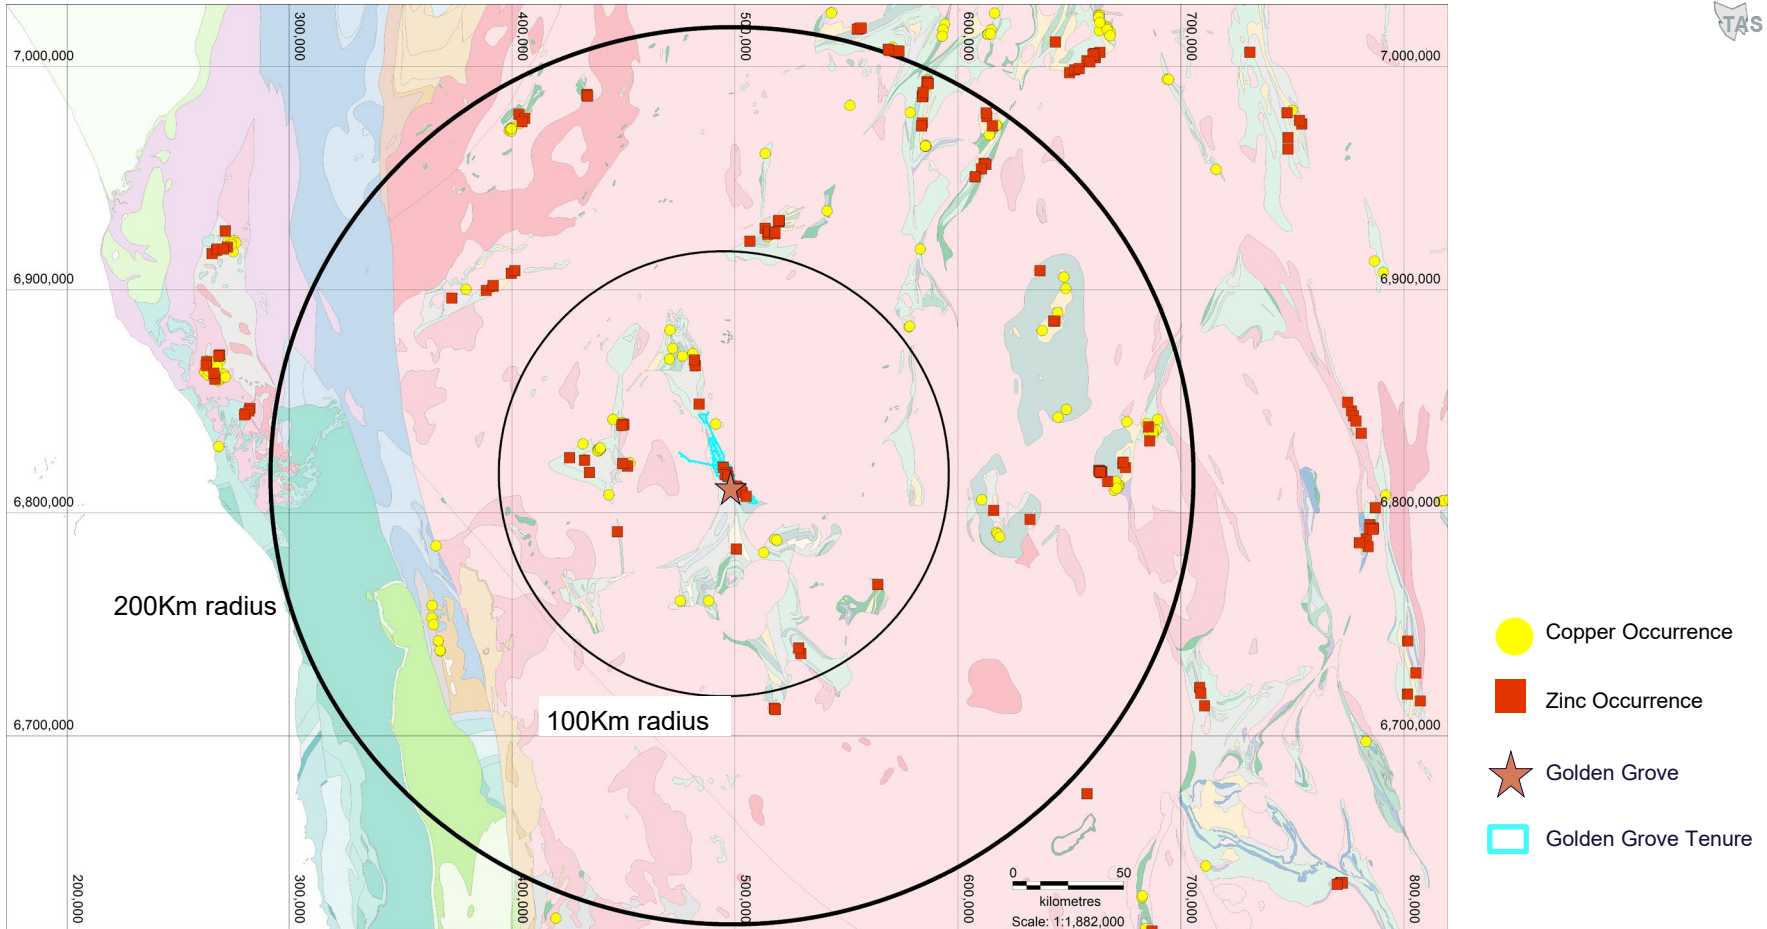 TAS
300,000
400,000
500,000
600,000
700,000
7,000,000
7,000,000
6,900,000
6,900,000
6,800,000
6,800,000
200Km radius
Copper Occurrence
Zinc Occurrence
100Km radius
6,700,000
6,700,000
Golden Grove
Golden Grove Tenure
200,000
300,000
400,000
500,000
600,000
700,000
800,000
0 50
kilometres
Scale: 1:1,882,000